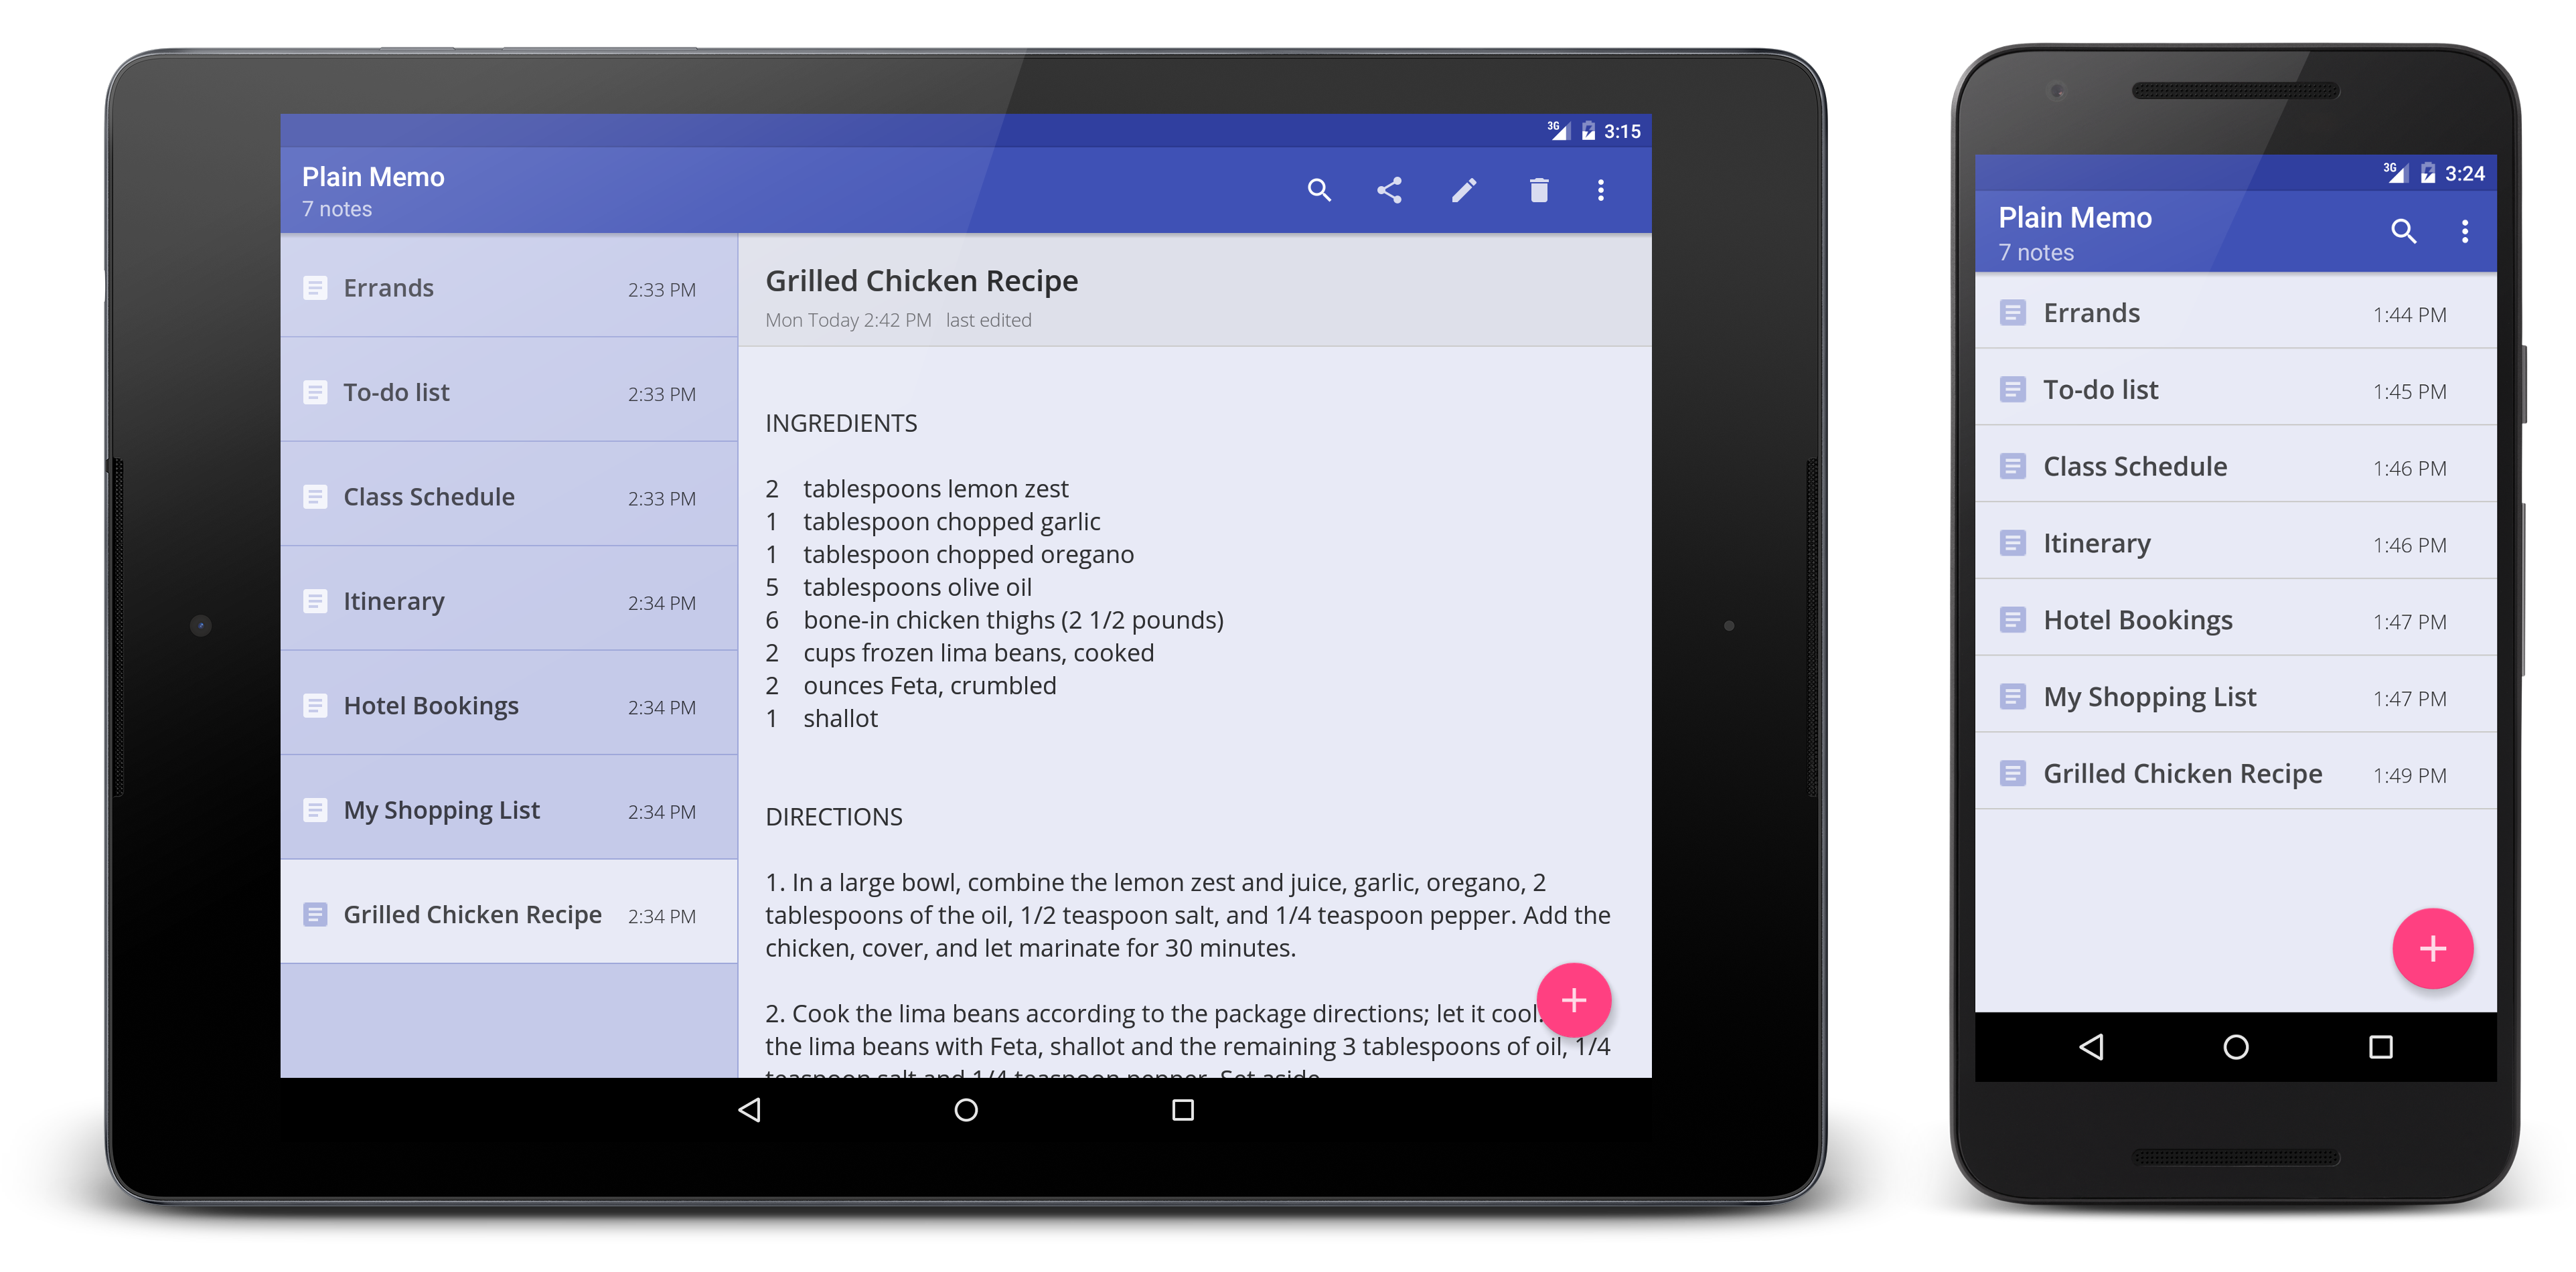 3G 3:15
Plain Memo
7 notes
Errands 2:33 PM
To-do list 2:33 PM
Class Schedule 2:33 PM
Itinerary 2:34 PM
Hotel Bookings 2:34 PM
My Shopping List 2:34 PM
Grilled Chicken Recipe 2:34 PM
Grilled Chicken Recipe
Mon Today 2:42 PM last edited
INGREDIENTS
2 tablespoons lemon zest
1 tablespoon chopped garlic
1 tablespoon chopped oregano
5 tablespoons olive oil
6 bone-in chicken thighs (2 1/2 pounds)
2 cups frozen lima beans, cooked
2 ounces Feta, crumbled
1 shallot
DIRECTIONS
1. In a large bowl, combine the lemon zest and juice, garlic, oregano, 2
tablespoons of the oil, 1/2 teaspoon salt, and 1/4 teaspoon pepper. Add the
chicken, cover, and let marinate for 30 minutes.
2. Cook the lima beans according to the package directions; let it cool.
the lima beans with Feta, shallot and the remaining 3 tablespoons of oil, 1/4
teaspoon salt and 1/4 teaspoon pepper. Set aside.
3G 3:24
Plain Memo
7 notes
Errands 1:44 PM
To-do list 1:45 PM
Class Schedule 1:46 PM
Itinerary 1:46 PM
Hotel Bookings 1:47 PM
My Shopping List 1:47 PM
Grilled Chicken Recipe 1:49 PM